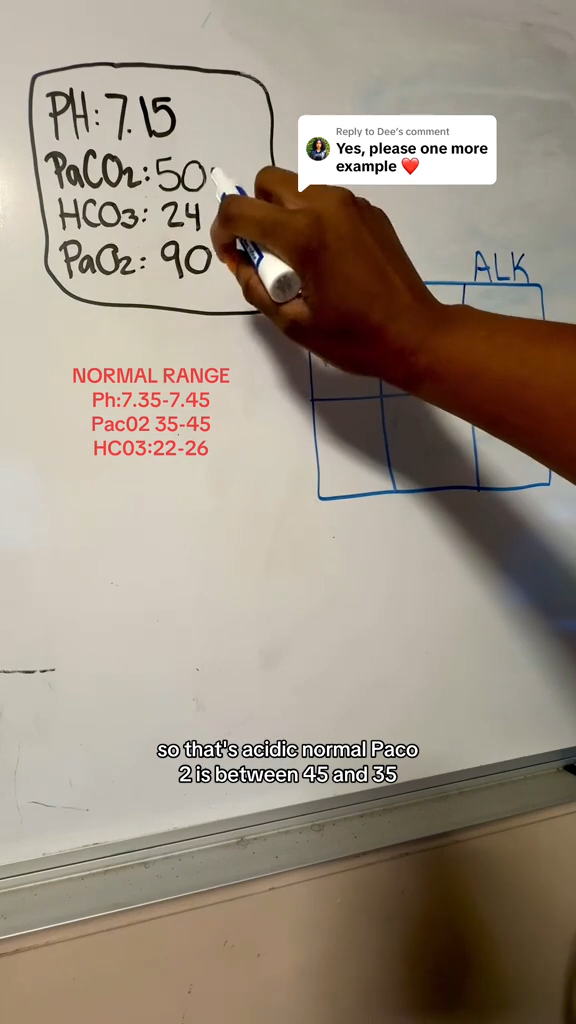 PH: 7.15
PaCO2: 50
HCO3: 24
PaO2: 90
Reply to Dee's comment
Yes, please one more
example ❤️
ALK
NORMAL RANGE
Ph:7.35-7.45
Pac02 35-45
HC03:22-26
so that's acidic normal Paco
2 is between 45 and 35